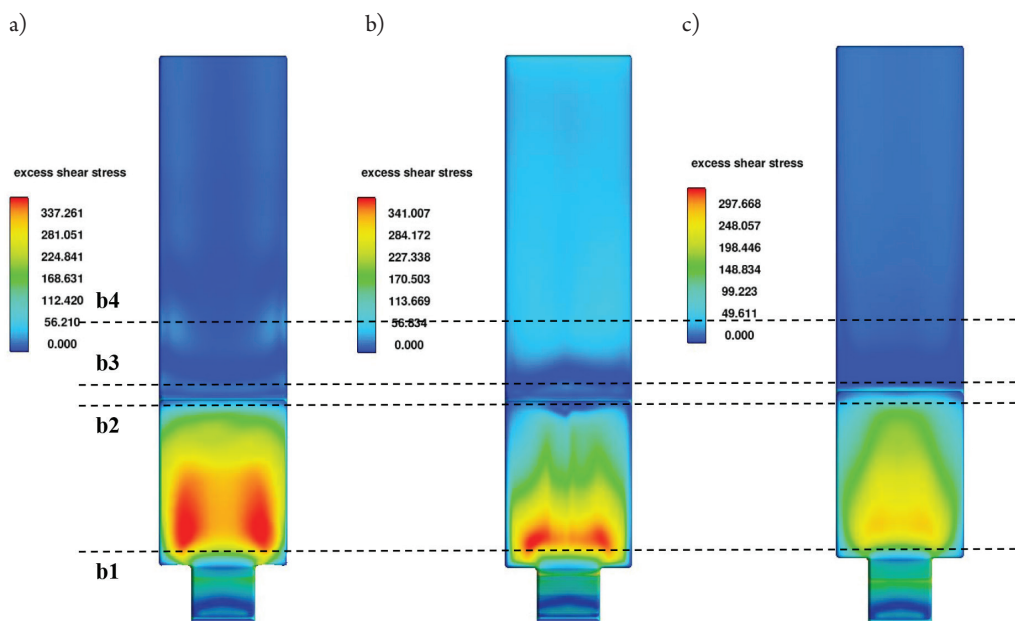 a)
b)
c)
excess shear stress
337.261
281.051
224.841
168.631
112.420
56.210
0.000
excess shear stress
341.007
284.172
227.338
170.503
113.669
56.834
0.000
excess shear stress
297.668
248.057
198.446
148.834
99.223
49.611
0.000
b4
b3
b2
b1